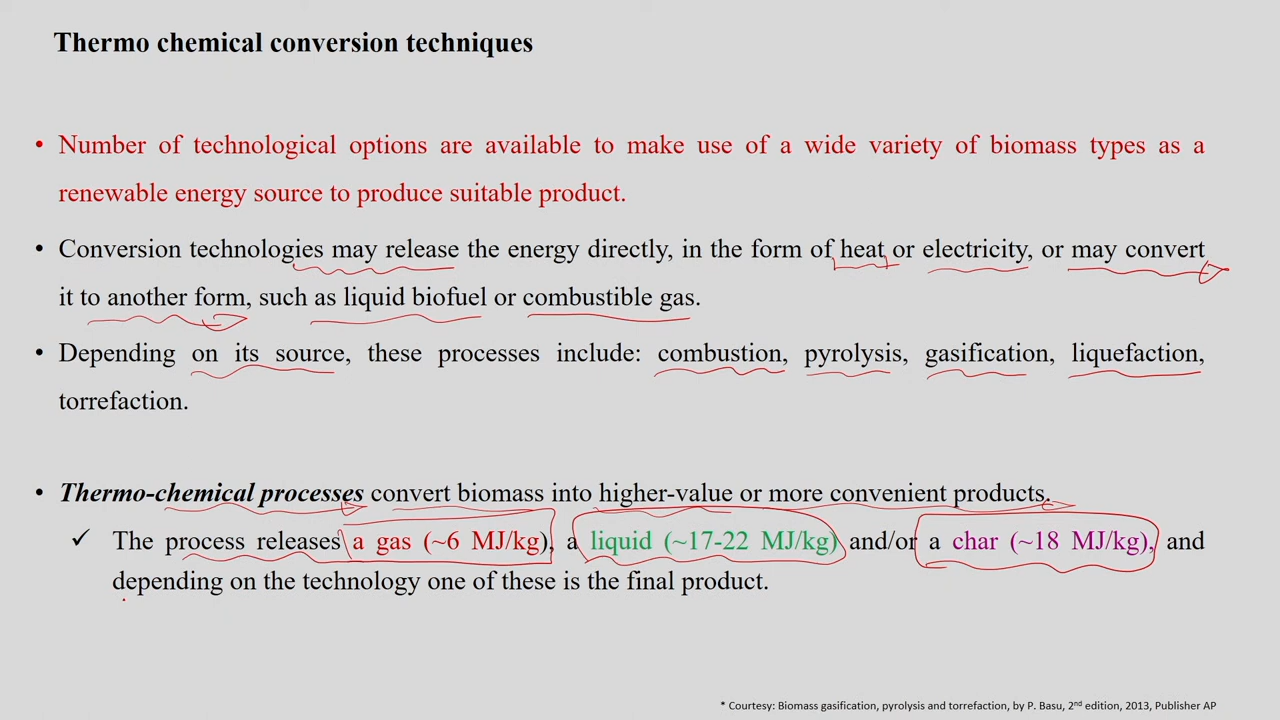 Thermo chemical conversion techniques
• Number of technological options are available to make use of a wide variety of biomass types as a
renewable energy source to produce suitable product.
• Conversion technologies may release the energy directly, in the form of heat or electricity, or may convert
it to another form, such as liquid biofuel or combustible gas.
• Depending on its source, these processes include: combustion, pyrolysis, gasification, liquefaction,
torrefaction.
• Thermo-chemical processes convert biomass into higher-value or more convenient products.
✓ The process releases a gas (~6 MJ/kg), a liquid (~17-22 MJ/kg) and/or a char (~18 MJ/kg), and
depending on the technology one of these is the final product.
* Courtesy: Biomass gasification, pyrolysis and torrefaction, by P. Basu, 2nd edition, 2013, Publisher AP